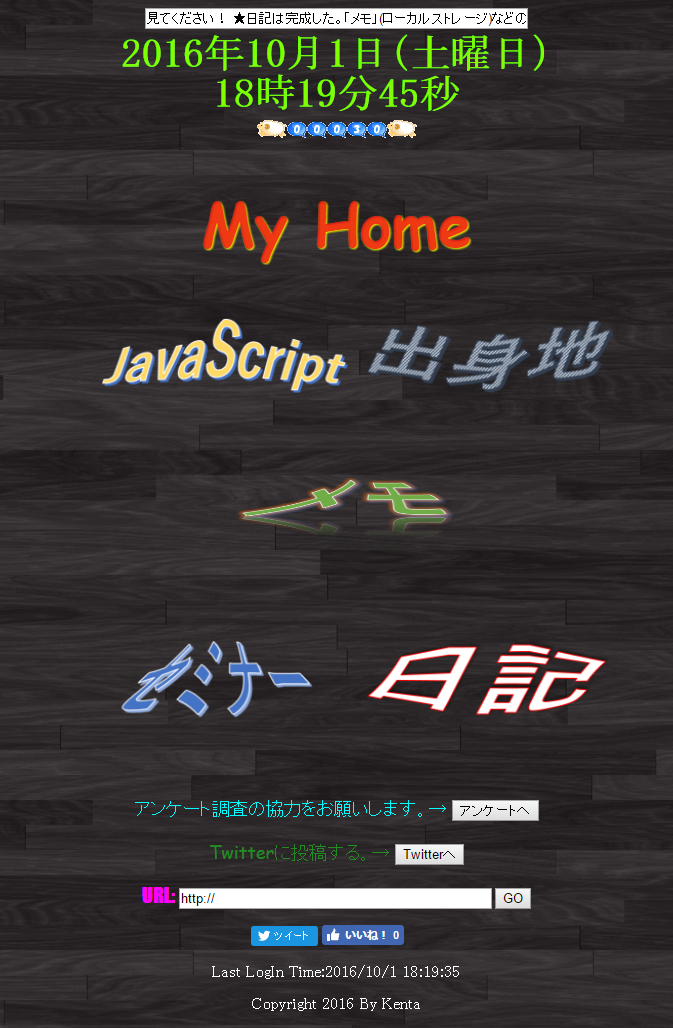 見てください！ ★日記は完成した。「メモ」(ローカルストレージ)などの
2016年10月1日(土曜日)
18時19分45秒
00030
My Home
JavaScript 出身地
メモ
ゼミナー 日記
アンケート調査の協力をお願いします。→ アンケートへ
Twitterに投稿する。→ Twitterへ
URL: http:// GO
ツイート いいね！ 0
Last LogIn Time:2016/10/1 18:19:35
Copyright 2016 By Kenta